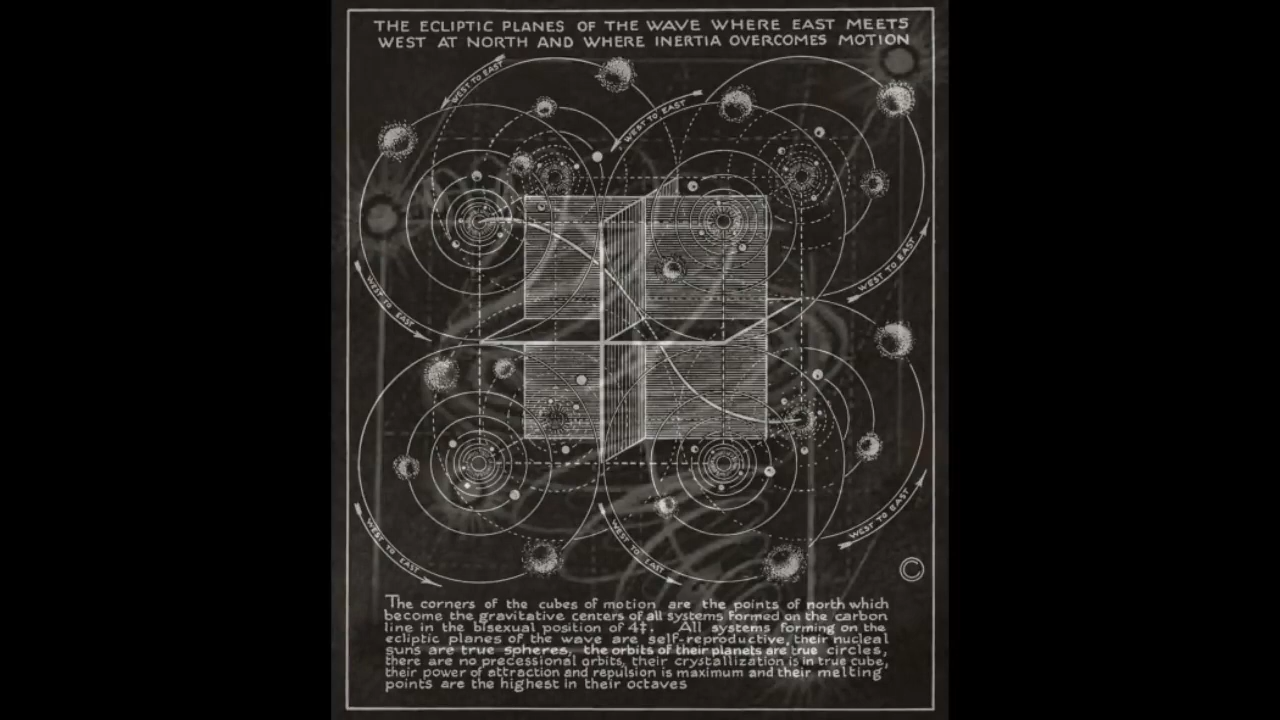 THE ECLIPTIC PLANES OF THE WAVE WHERE EAST MEETS
WEST AT NORTH AND WHERE INERTIA OVERCOMES MOTION
WEST TO EAST
WEST TO EAST
WEST TO EAST
WEST TO EAST
WEST TO EAST
WEST TO EAST
WEST TO EAST
©
The corners of the cubes of motion are the points of north which
become the gravitative centers of all systems formed on the carbon
line in the bisexual position of 4‡. All systems forming on the
ecliptic planes of the wave are self-reproductive, their nuclear
suns are true spheres, the orbits of their planets are true circles,
there are no precessional orbits, their crystallization is in true cube,
their power of attraction and repulsion is maximum and their melting
points are the highest in their octaves